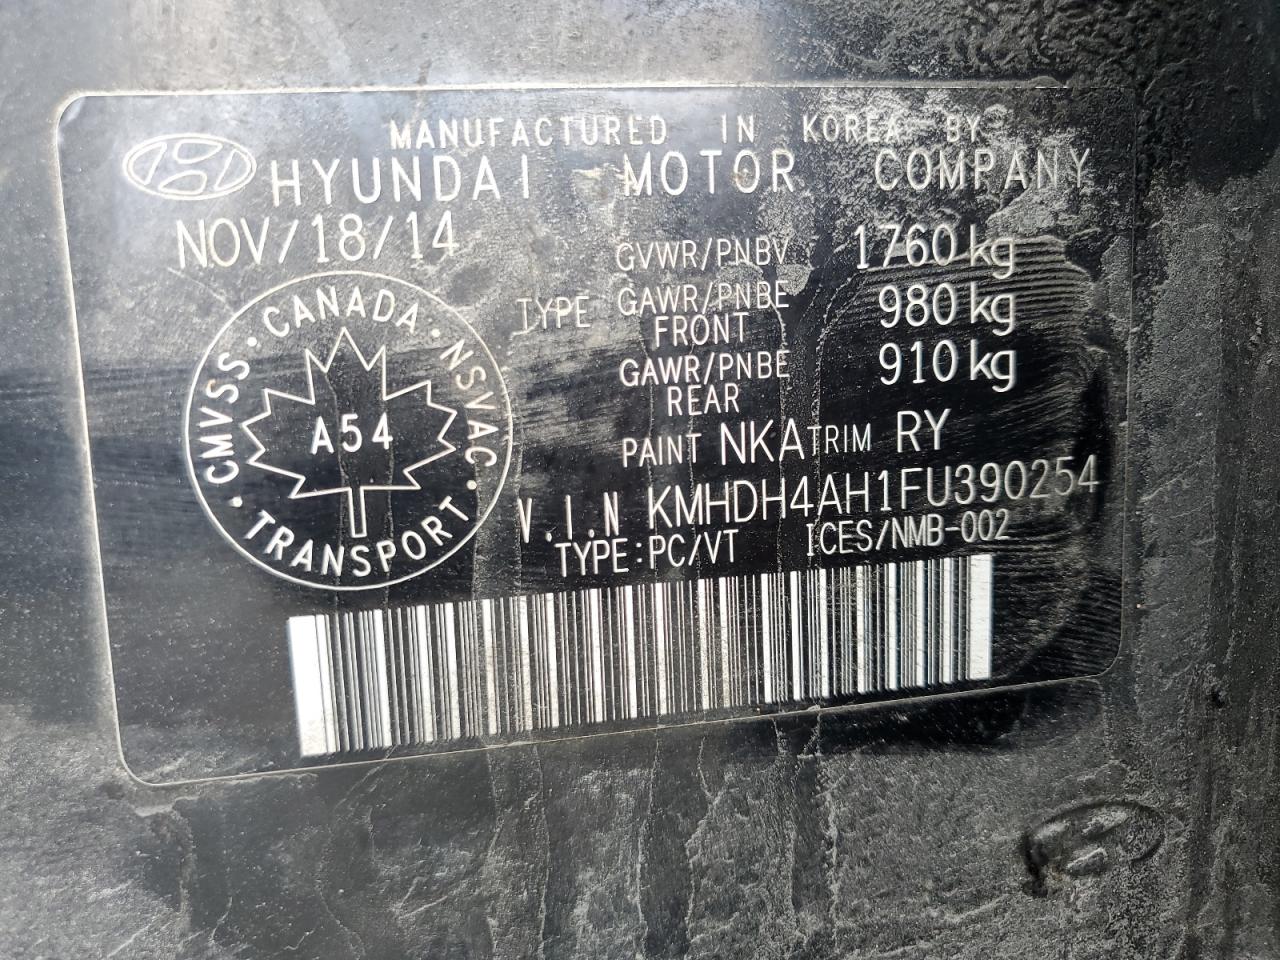 MANUFACTURED IN KOREA BY
HYUNDAI MOTOR COMPANY
NOV/18/14
GVWR/PNBV 1760 kg
TYPE GAWR/PNBE FRONT 980 kg
GAWR/PNBE REAR 910 kg
PAINT NKA TRIM RY
V.I.N KMHDH4AH1FU390254
TYPE:PC/VT ICES/NMB-002
CMVSS · CANADA · NSVAC · TRANSPORT ·
A54